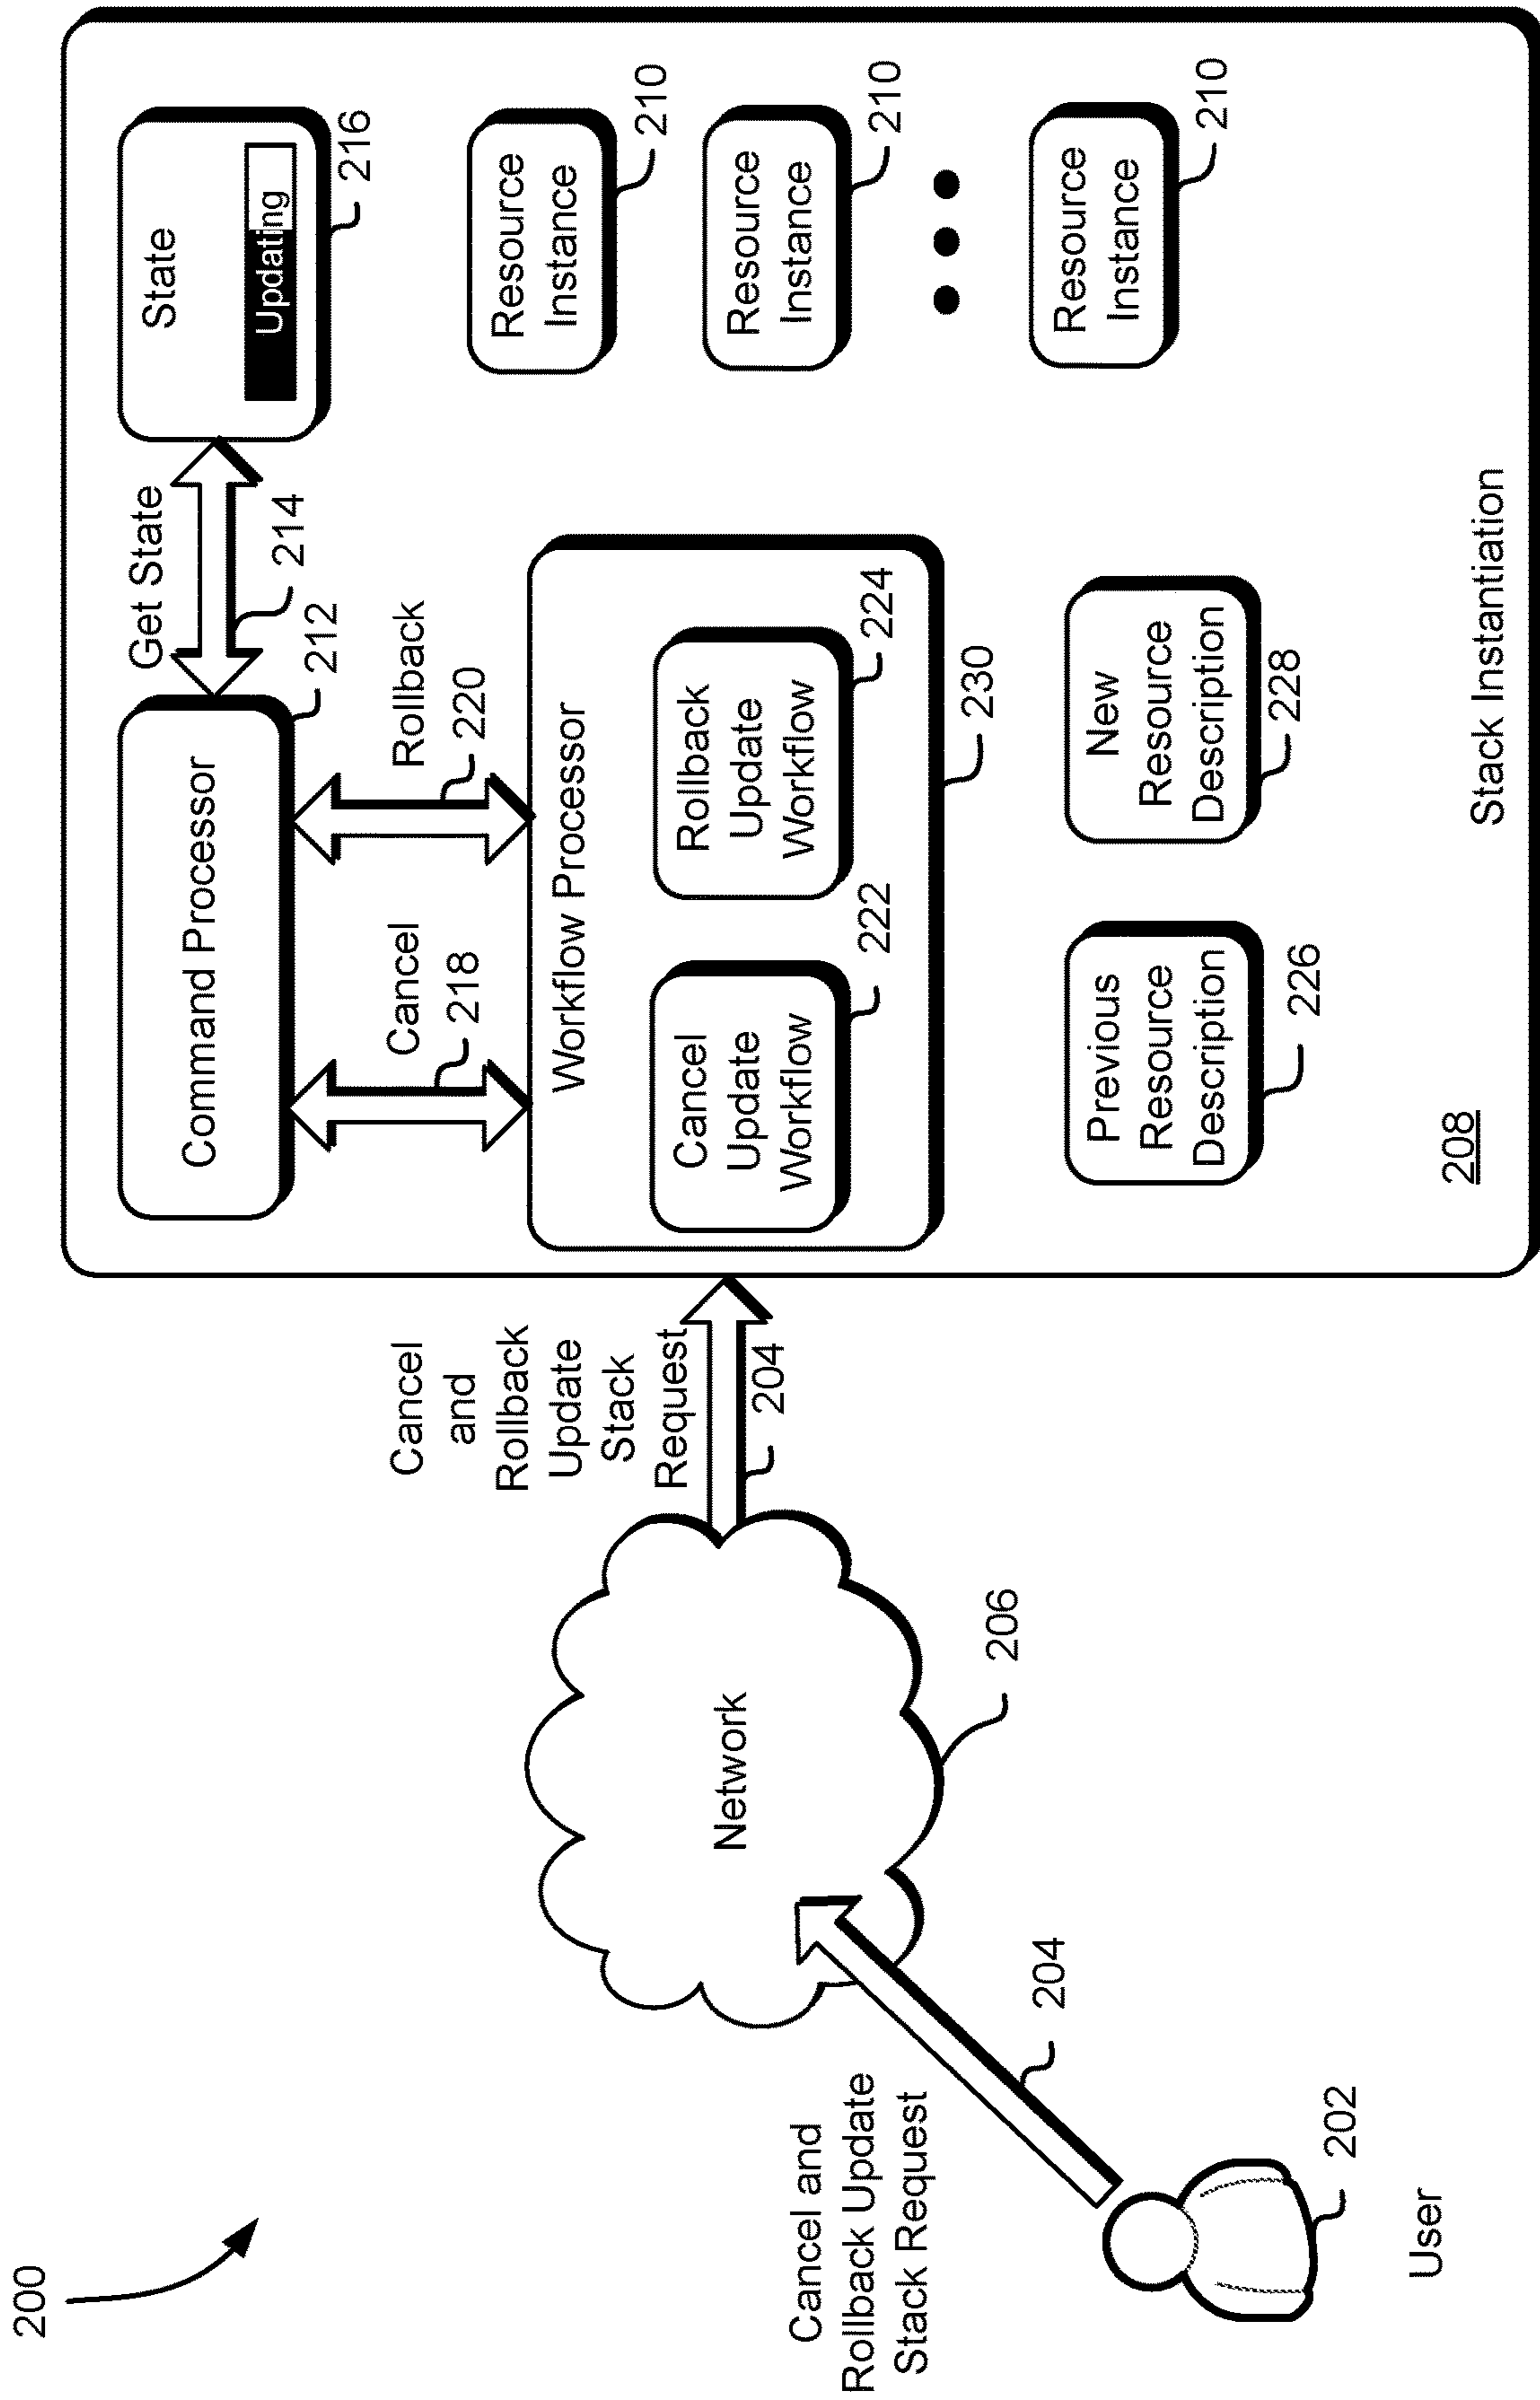 200
User
202
Cancel and
Rollback Update
Stack Request
204
Network
206
Cancel
and
Rollback
Update
Stack
Request
204
Command Processor
212
Get State
214
State
Updating
216
Cancel
218
Rollback
220
Workflow Processor
Cancel
Update
Workflow
222
Rollback
Update
Workflow
224
230
Resource
Instance
210
Resource
Instance
210
Resource
Instance
210
Previous
Resource
Description
226
New
Resource
Description
228
208
Stack Instantiation